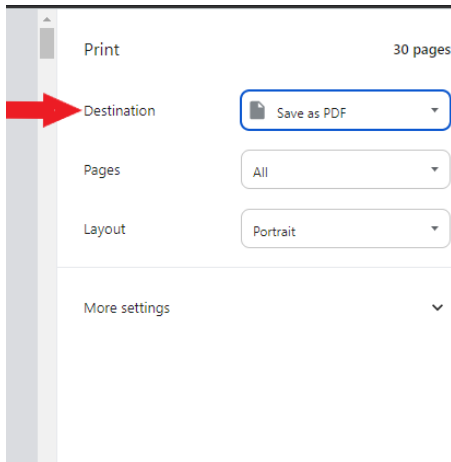 Print 30 pages
Destination Save as PDF
Pages All
Layout Portrait
More settings